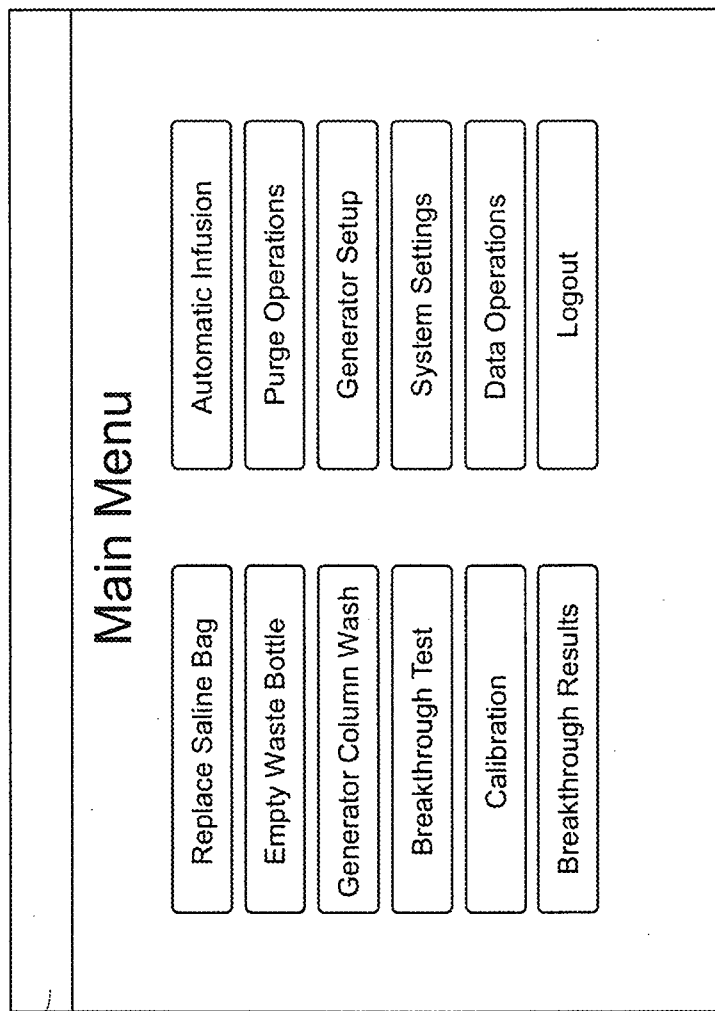 Main Menu
Replace Saline Bag
Automatic Infusion
Empty Waste Bottle
Purge Operations
Generator Column Wash
Generator Setup
Breakthrough Test
System Settings
Calibration
Data Operations
Breakthrough Results
Logout